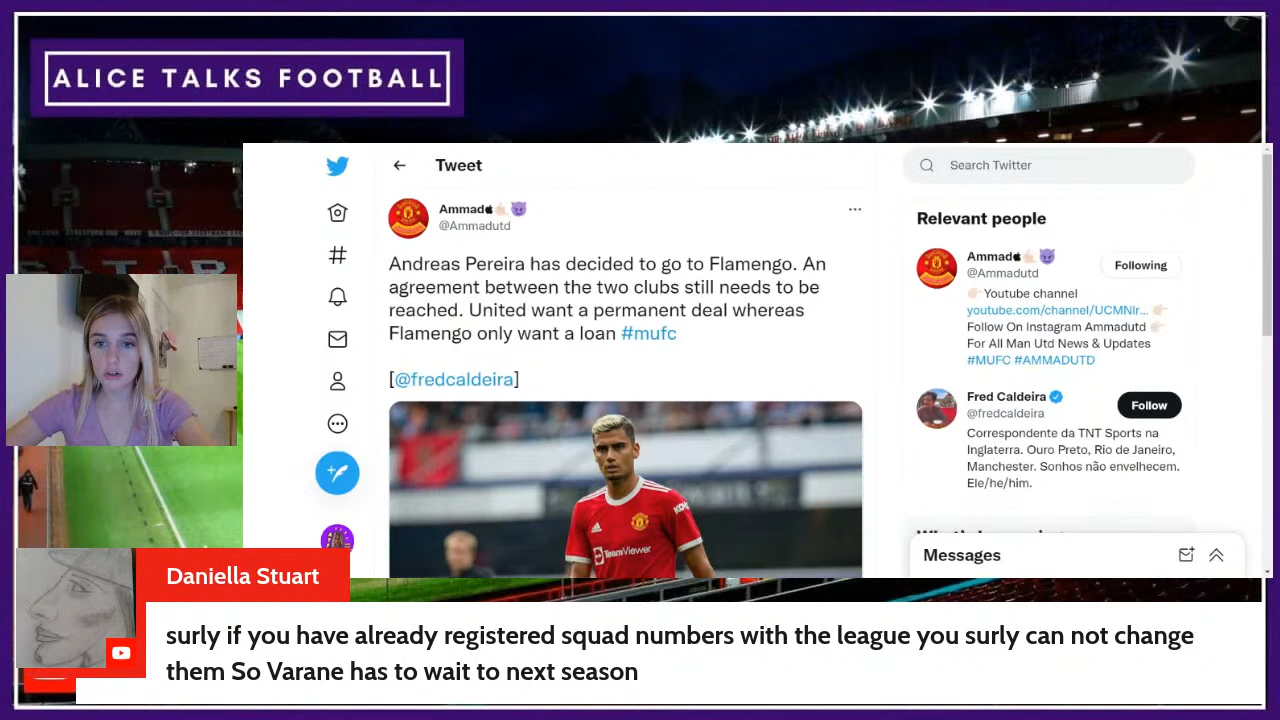 ALICE TALKS FOOTBALL
Tweet
Ammad
@Ammadutd
Andreas Pereira has decided to go to Flamengo. An
agreement between the two clubs still needs to be
reached. United want a permanent deal whereas
Flamengo only want a loan #mufc
[@fredcaldeira]
TeamViewer
Search Twitter
Relevant people
Ammad
@Ammadutd
Following
Youtube channel
youtube.com/channel/UCMNIr...
Follow On Instagram Ammadutd
For All Man Utd News & Updates
#MUFC #AMMADUTD
Fred Caldeira
@fredcaldeira
Follow
Correspondente da TNT Sports na
Inglaterra. Ouro Preto, Rio de Janeiro,
Manchester. Sonhos não envelhecem.
Ele/he/him.
Messages
Daniella Stuart
surly if you have already registered squad numbers with the league you surly can not change
them So Varane has to wait to next season